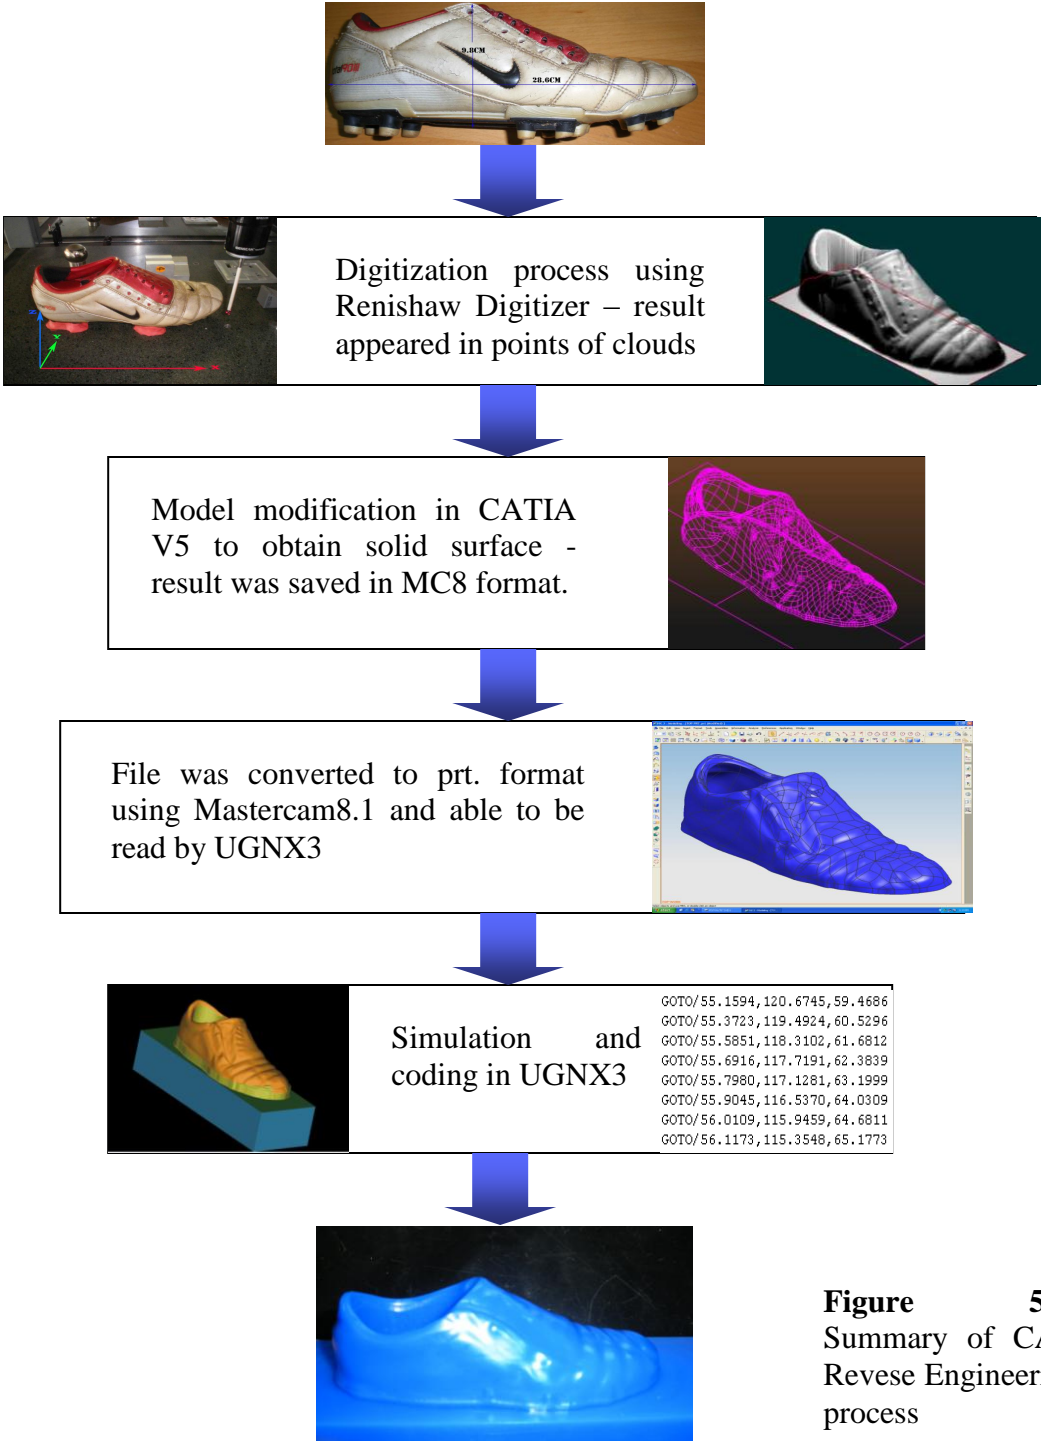 9.8CM
28.6CM
Digitization process using
Renishaw Digitizer – result
appeared in points of clouds
Model modification in CATIA
V5 to obtain solid surface -
result was saved in MC8 format.
File was converted to prt. format
using Mastercam8.1 and able to be
read by UGNX3
Simulation and
coding in UGNX3
GOTO/55.1594,120.6745,59.4686
GOTO/55.3723,119.4924,60.5296
GOTO/55.5851,118.3102,61.6812
GOTO/55.6916,117.7191,62.3839
GOTO/55.7980,117.1281,63.1999
GOTO/55.9045,116.5370,64.0309
GOTO/56.0109,115.9459,64.6811
GOTO/56.1173,115.3548,65.1773
Figure 5
Summary of CA
Revese Engineer
process